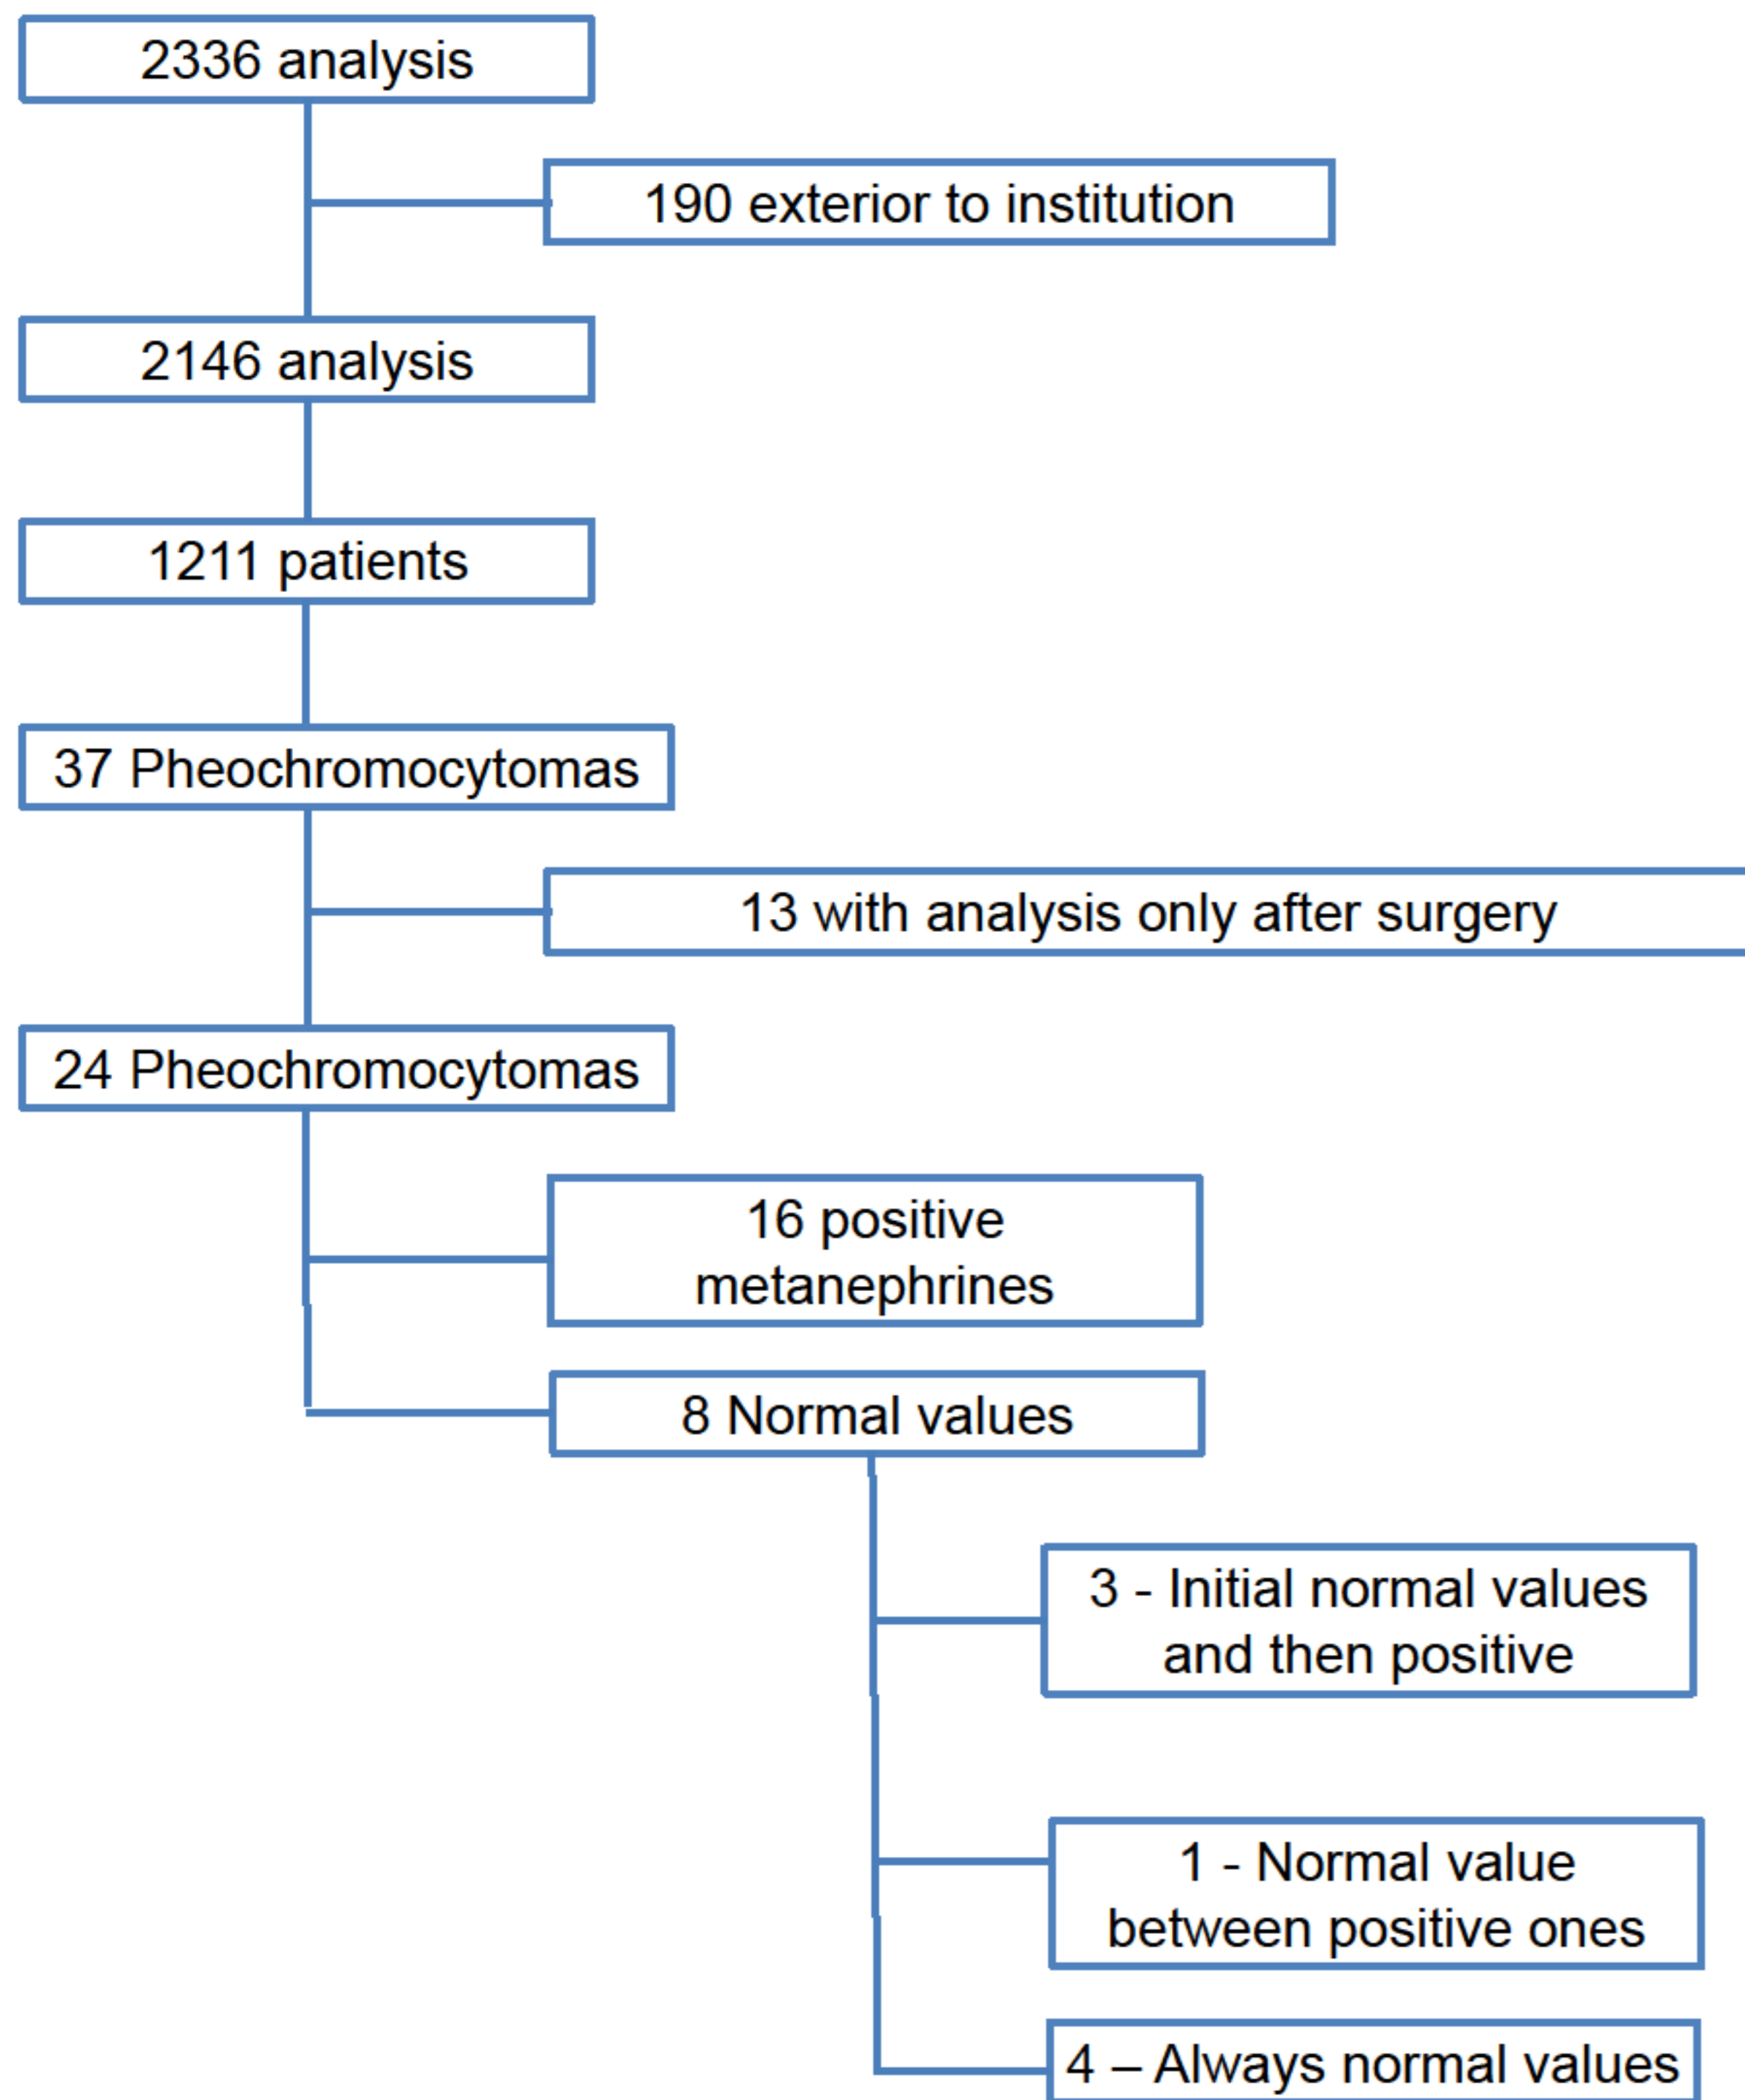 2336 analysis
190 exterior to institution
2146 analysis
1211 patients
37 Pheochromocytomas
13 with analysis only after surgery
24 Pheochromocytomas
16 positive
metanephrines
8 Normal values
3 - Initial normal values
and then positive
1 - Normal value
between positive ones
4 – Always normal values